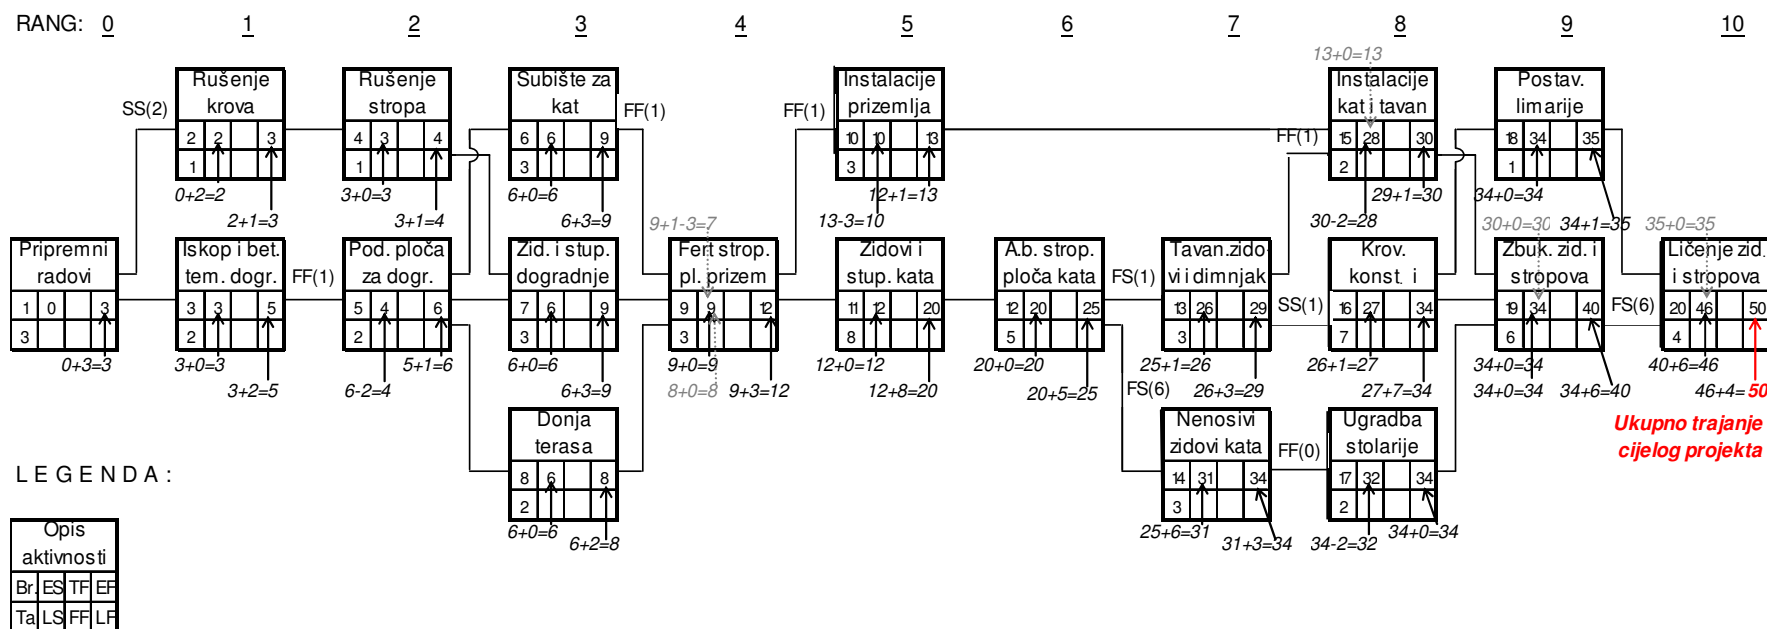 RANG: 0 1 2 3 4 5 6 7 8 9 10
13+0=13
Rušenje
krova
2 2 3
1
0+2=2
2+1=3
Rušenje
stropa
4 3 4
1
3+0=3
3+1=4
Subište za
kat
6 6 9
3
6+0=6
6+3=9
Instalacije
prizemlja
10 10 13
3
12+1=13
13-3=10
Instalacije
kat i tavan
15 28 30
2
29+1=30
30-2=28
Postav.
limarije
18 34 35
1
34+0=34
34+1=35
SS(2)
FF(1)
FF(1)
FF(1)
Pripremni
radovi
1 0 3
3
0+3=3
Iskop i bet.
tem. dogr.
3 3 5
2
3+0=3
3+2=5
FF(1)
Pod. ploča
za dogr.
5 4 6
2
5+1=6
6-2=4
Zid. i stup.
dogradnje
7 6 9
3
6+0=6
6+3=9
9+1-3=7
Fert strop.
pl. prizem
9 9 12
3
9+0=9
8+0=8
9+3=12
Zidovi i
stup. kata
11 12 20
8
12+0=12
12+8=20
A.b. strop.
ploča kata
12 20 25
5
20+0=20
20+5=25
FS(1)
FS(6)
Tavan.zido
vi i dimnjak
13 26 29
3
25+1=26
26+3=29
SS(1)
Krov.
konst. i
16 27 34
7
26+1=27
27+7=34
30+0=30
Zbuk. zid. i
stropova
19 34 40
6
34+0=34
34+0=34
34+6=40
FS(6)
35+0=35
Ličenje zid.
i stropova
20 46 50
4
40+6=46
46+4=50
Ukupno trajanje
cijelog projekta
Donja
terasa
8 6 8
2
6+0=6
6+2=8
Nenosivi
zidovi kata
14 31 34
3
25+6=31
31+3=34
FF(0)
Ugradba
stolarije
17 32 34
2
34-2=32
34+0=34
LEGENDA:
Opis
aktivnosti
Br. ES TF EF
Ta LS FF LF